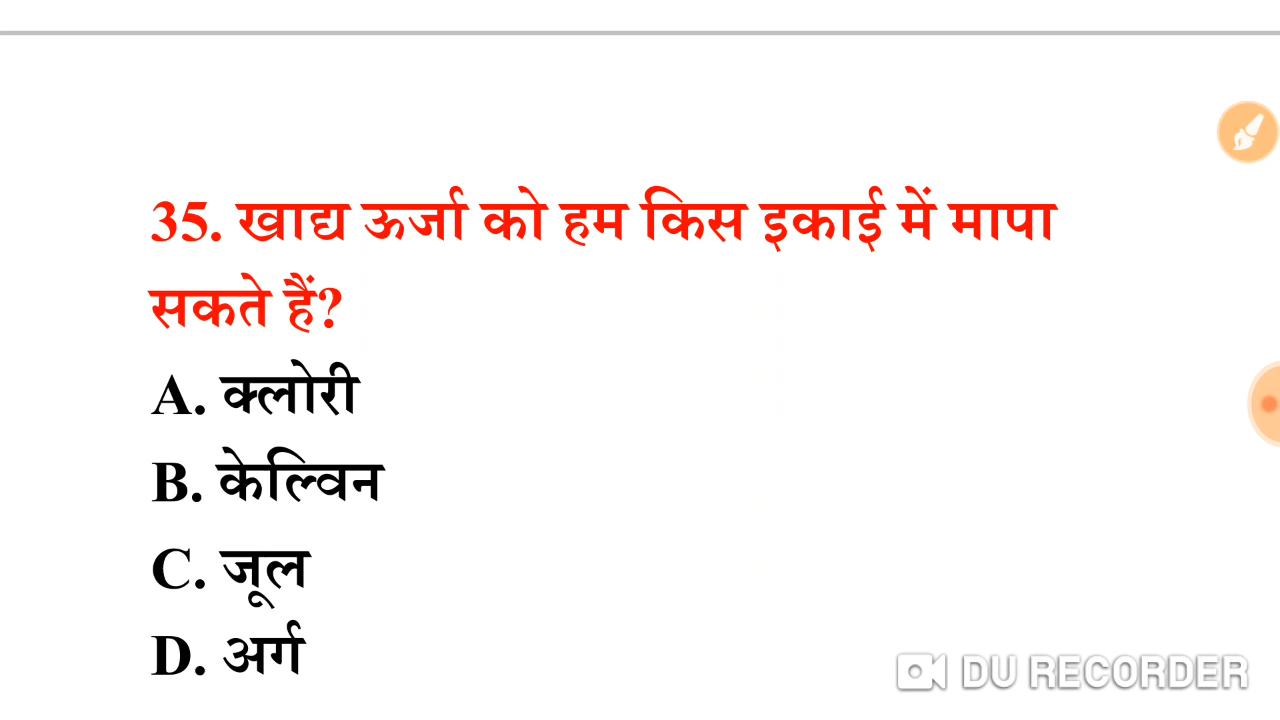 35. खाद्य ऊर्जा को हम किस इकाई में मापा
सकते हैं?
A. क्लोरी
B. केल्विन
C. जूल
D. अर्ग
DU RECORDER